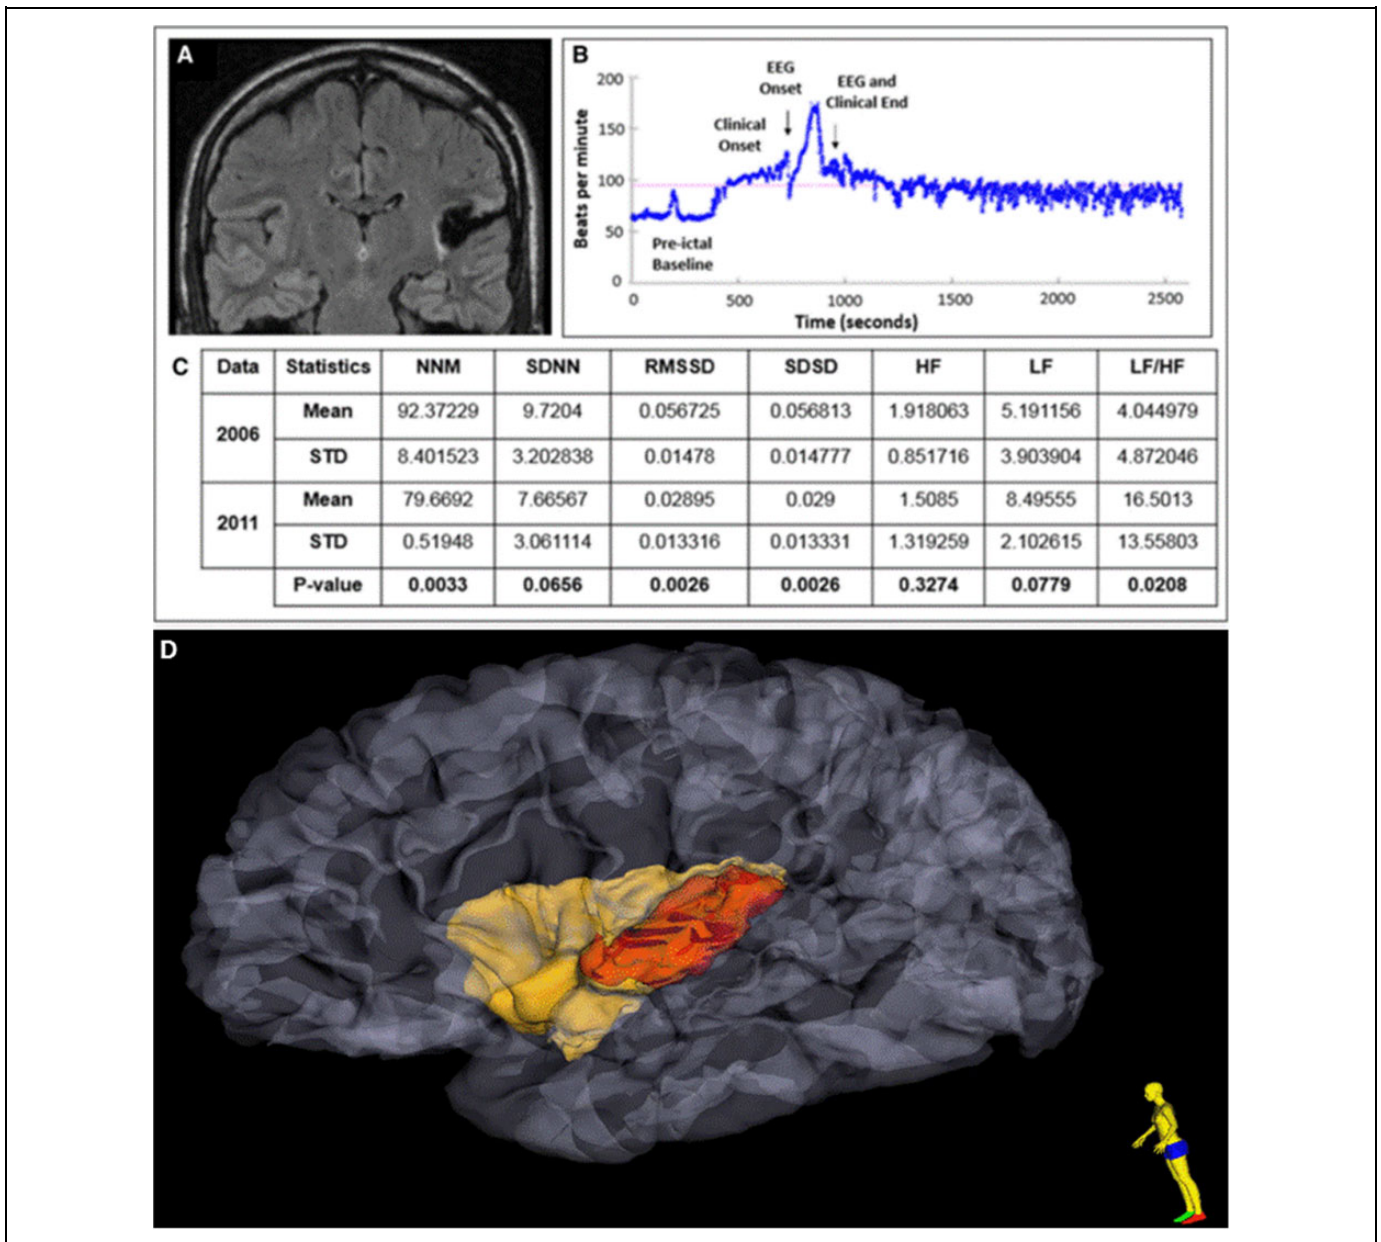 A
B
EEG
Onset
EEG and
Clinical End
Clinical
Onset
Pre-ictal
Baseline
Beats per minute
200
150
100
50
0
0 500 1000 1500 2000 2500
Time (seconds)
C
Data Statistics NNM SDNN RMSSD SDSD HF LF LF/HF
2006
Mean 92.37229 9.7204 0.056725 0.056813 1.918063 5.191156 4.044979
STD 8.401523 3.202838 0.01478 0.014777 0.851716 3.903904 4.872046
2011
Mean 79.6692 7.66567 0.02895 0.029 1.5085 8.49555 16.5013
STD 0.51948 3.061114 0.013316 0.013331 1.319259 2.102615 13.55803
P-value 0.0033 0.0656 0.0026 0.0026 0.3274 0.0779 0.0208
D